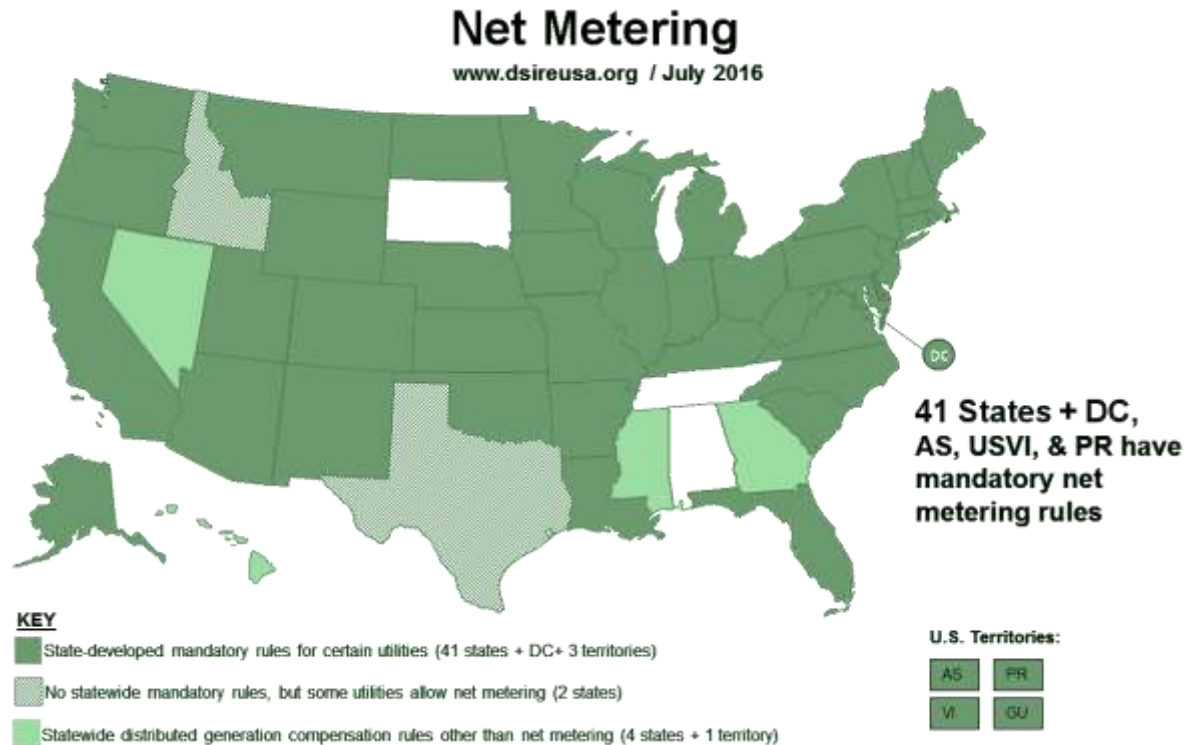 Net Metering
www.dsireusa.org / July 2016
DC
41 States + DC,
AS, USVI, & PR have
mandatory net
metering rules
KEY
State-developed mandatory rules for certain utilities (41 states + DC+ 3 territories)
No statewide mandatory rules, but some utilities allow net metering (2 states)
Statewide distributed generation compensation rules other than net metering (4 states + 1 territory)
U.S. Territories:
AS PR
VI GU